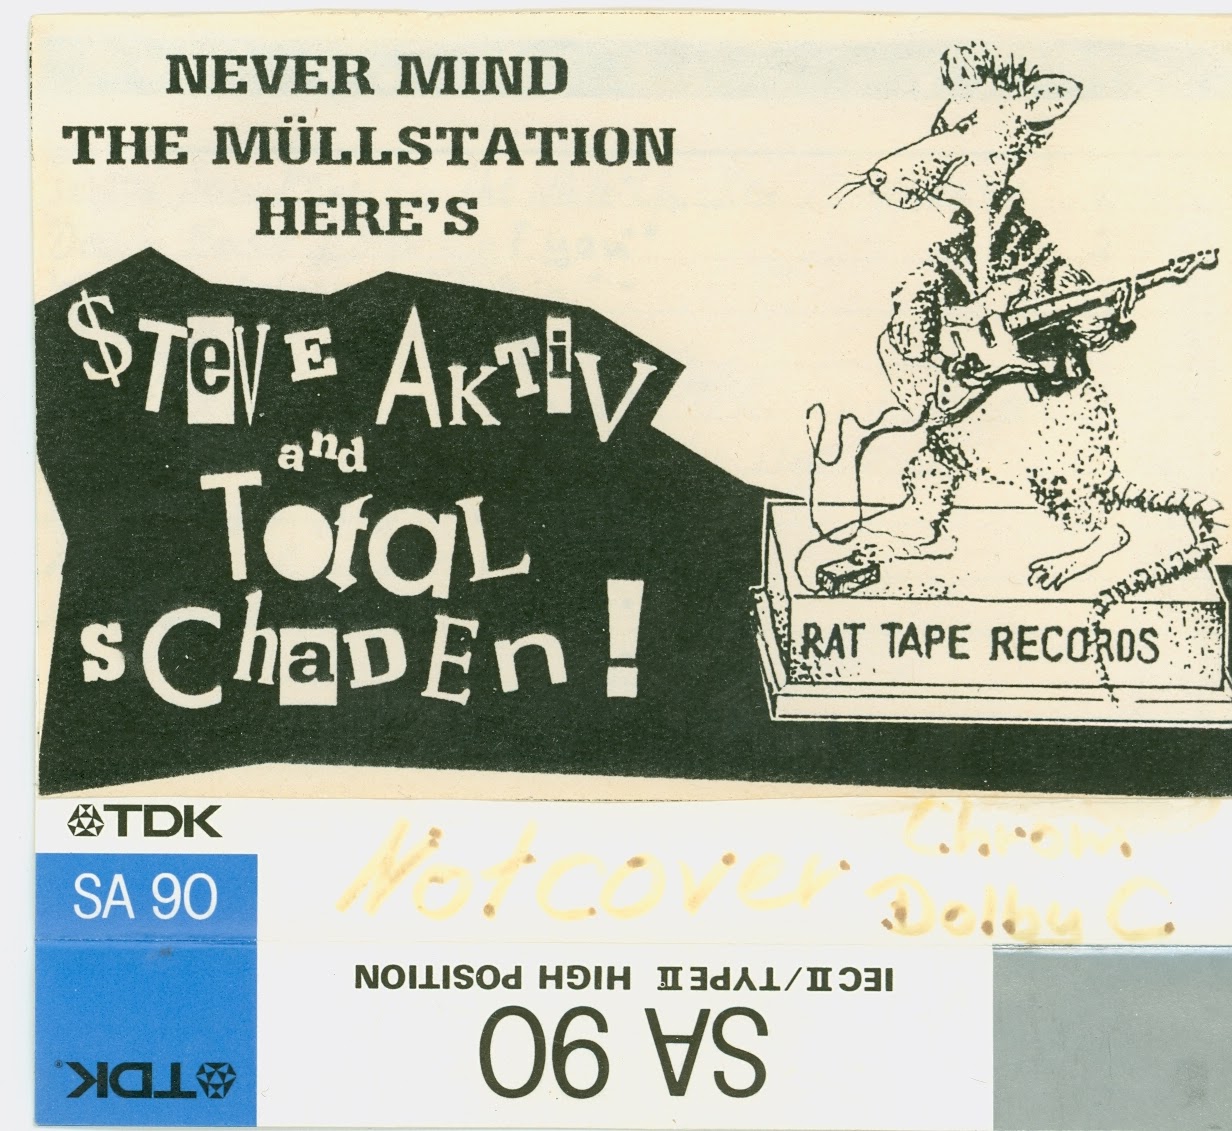 NEVER MIND
THE MÜLLSTATION
HERE'S
$TeVE AKTiV
and
TotaL
sChaDEn!
RAT TAPE RECORDS
TDK
SA 90
Notcover
Chrom
Dolby C.
IEC II/TYPE II HIGH POSITION
SA 90
TDK